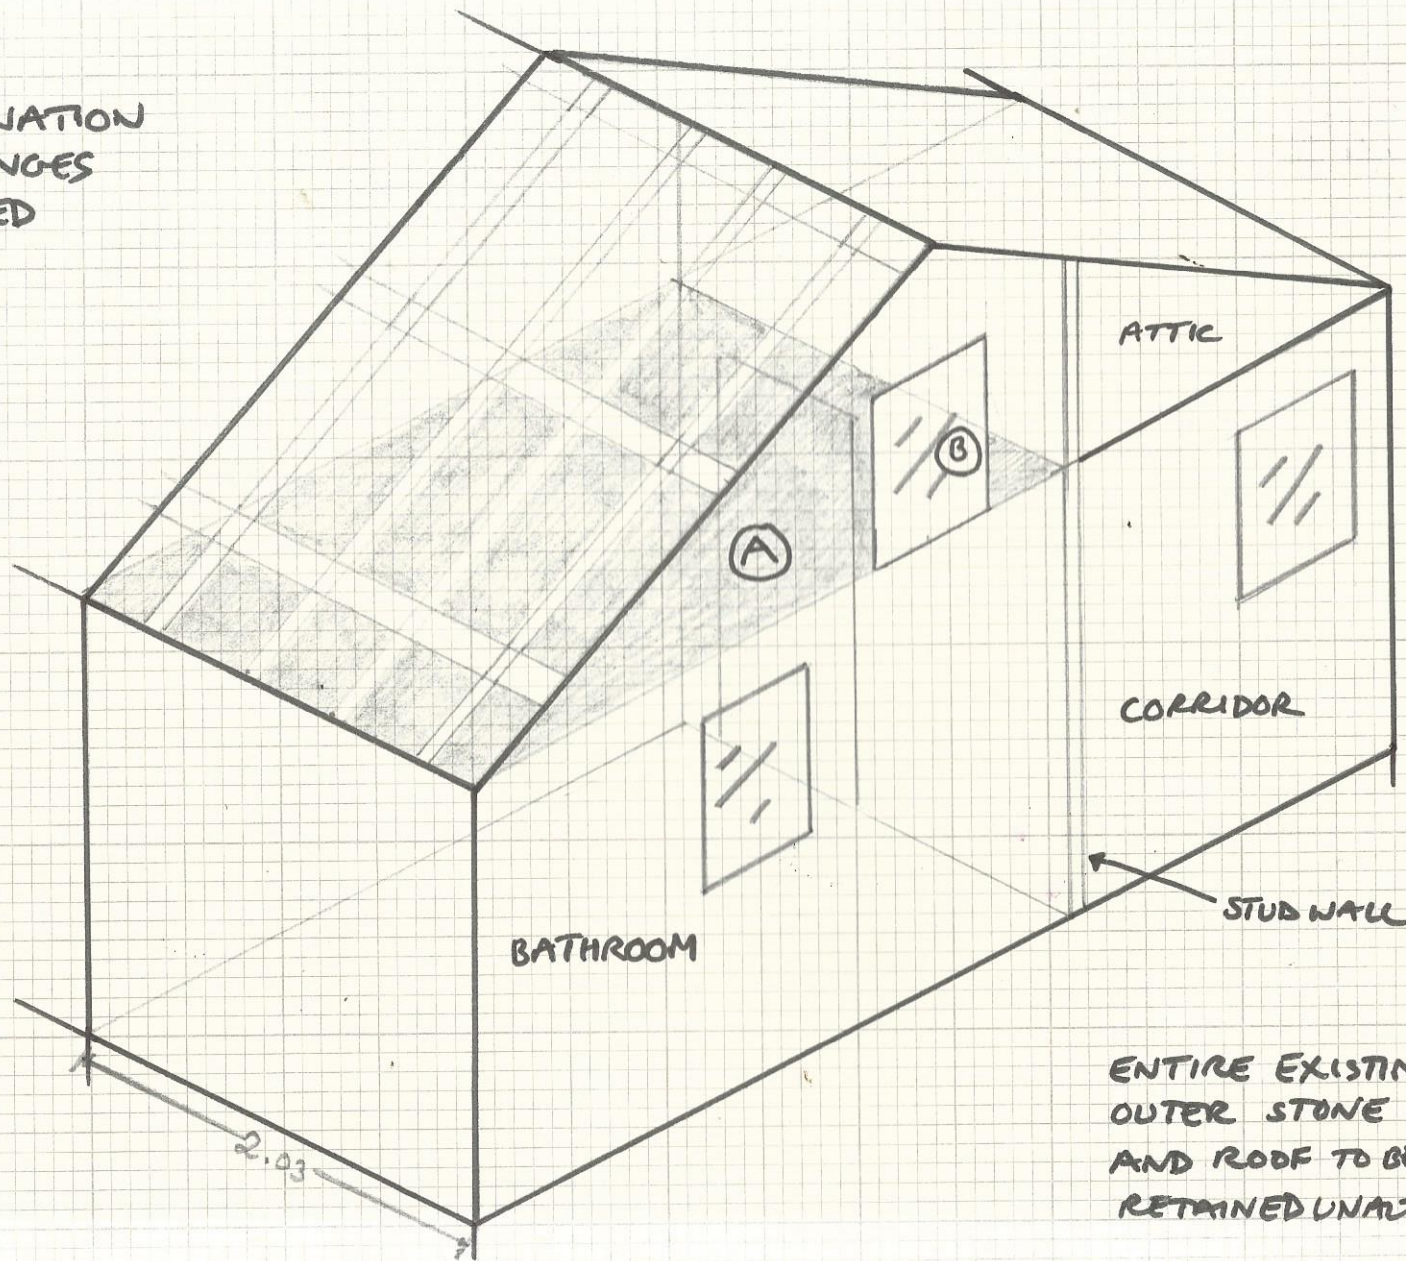 NATION
NGES
ED
ATTIC
B
A
CORRIDOR
STUD WALL
BATHROOM
2.03
ENTIRE EXISTIN
OUTER STONE
AND ROOF TO BE
RETAINED UNAL